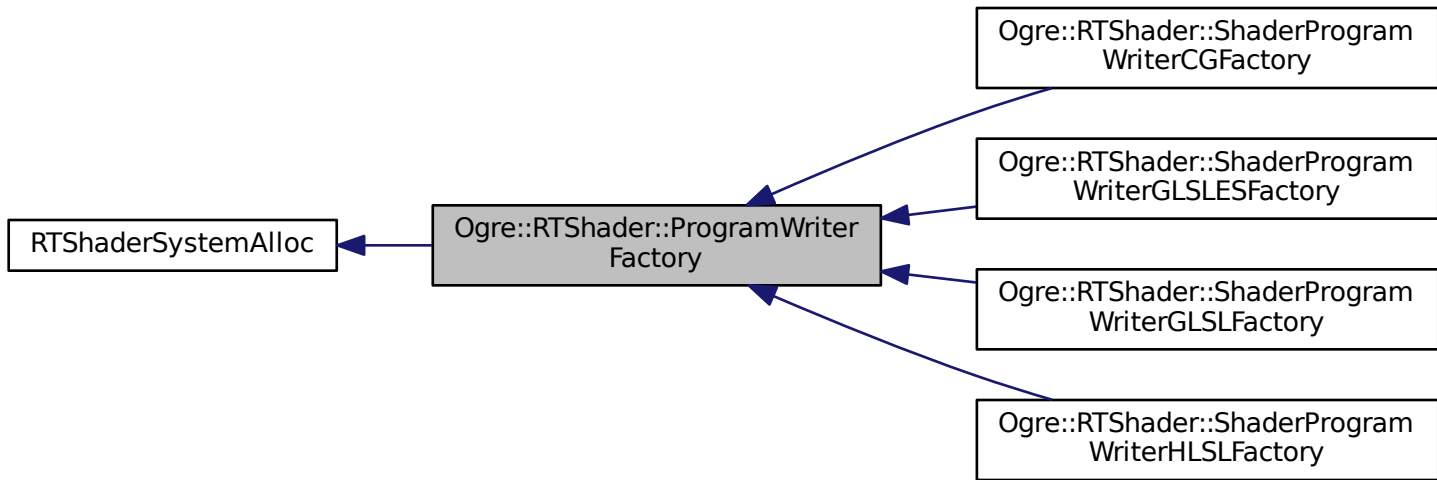 RTShaderSystemAlloc
Ogre::RTShader::ProgramWriter
Factory
Ogre::RTShader::ShaderProgram
WriterCGFactory
Ogre::RTShader::ShaderProgram
WriterGLSLESFactory
Ogre::RTShader::ShaderProgram
WriterGLSLFactory
Ogre::RTShader::ShaderProgram
WriterHLSLFactory